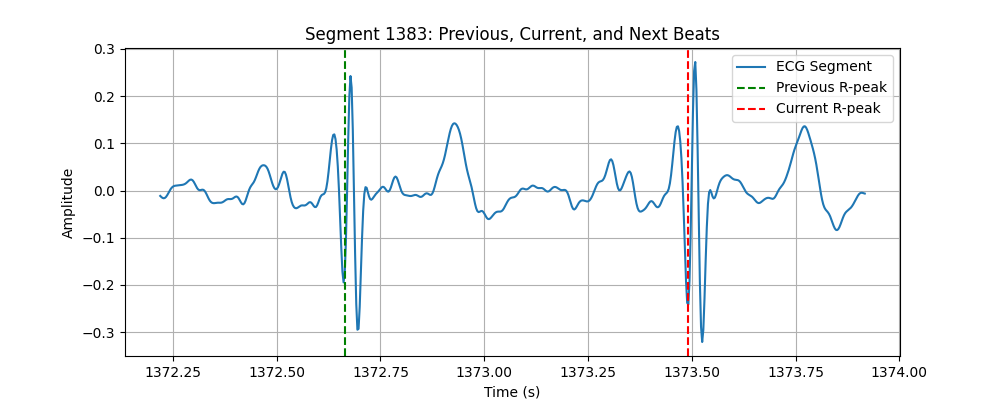 Segment 1383: Previous, Current, and Next Beats
ECG Segment
Previous R-peak
Current R-peak
0.3
0.2
0.1
0.0
−0.1
−0.2
−0.3
Amplitude
1372.25 1372.50 1372.75 1373.00 1373.25 1373.50 1373.75 1374.00
Time (s)